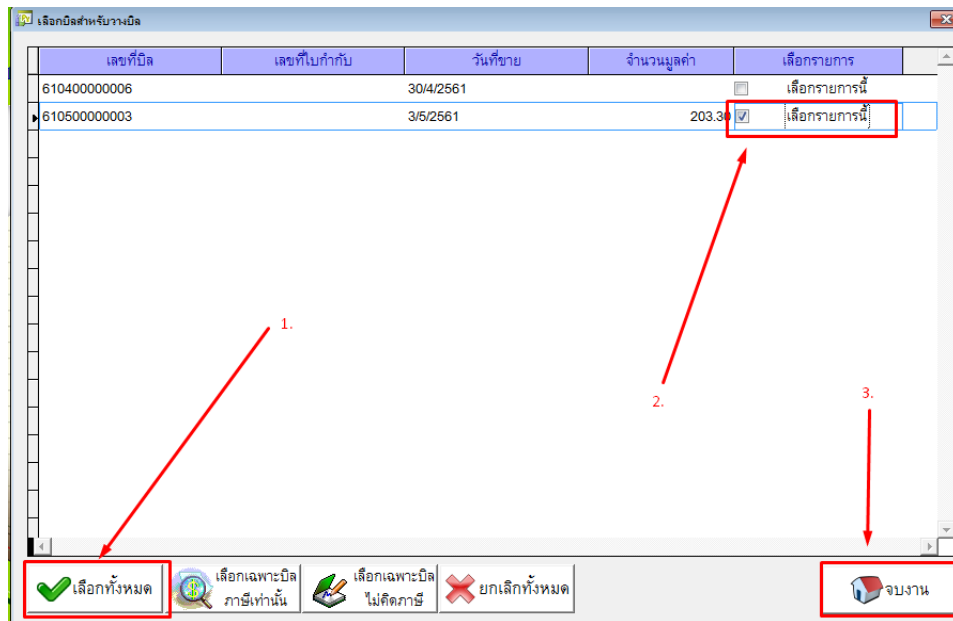 เลือกบิลสำหรับวางบิล
เลขที่บิล เลขที่ใบกำกับ วันที่ขาย จำนวนมูลค่า เลือกรายการ
610400000006 30/4/2561 เลือกรายการนี้
610500000003 3/5/2561 203.30 เลือกรายการนี้
1.
2.
3.
เลือกทั้งหมด
เลือกเฉพาะบิล
ภาษีเท่านั้น
เลือกเฉพาะบิล
ไม่คิดภาษี
ยกเลิกทั้งหมด
จบงาน